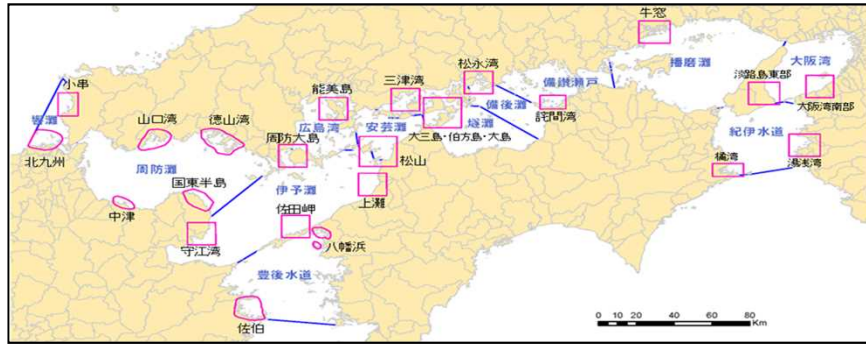 牛窓
播磨灘
大阪湾
小串
松永湾
備讃瀬戸
能美島
三津湾
淡路島東部
響灘
備後灘
大阪湾南部
山口湾
徳山湾
広島湾
安芸灘
燧灘
詫間湾
紀伊水道
北九州
周防大島
大三島・伯方島・大島
周防灘
松山
橘湾
湯浅湾
国東半島
伊予灘
上灘
中津
佐田岬
守江湾
八幡浜
豊後水道
佐伯
0 10 20 40 60 80
Km